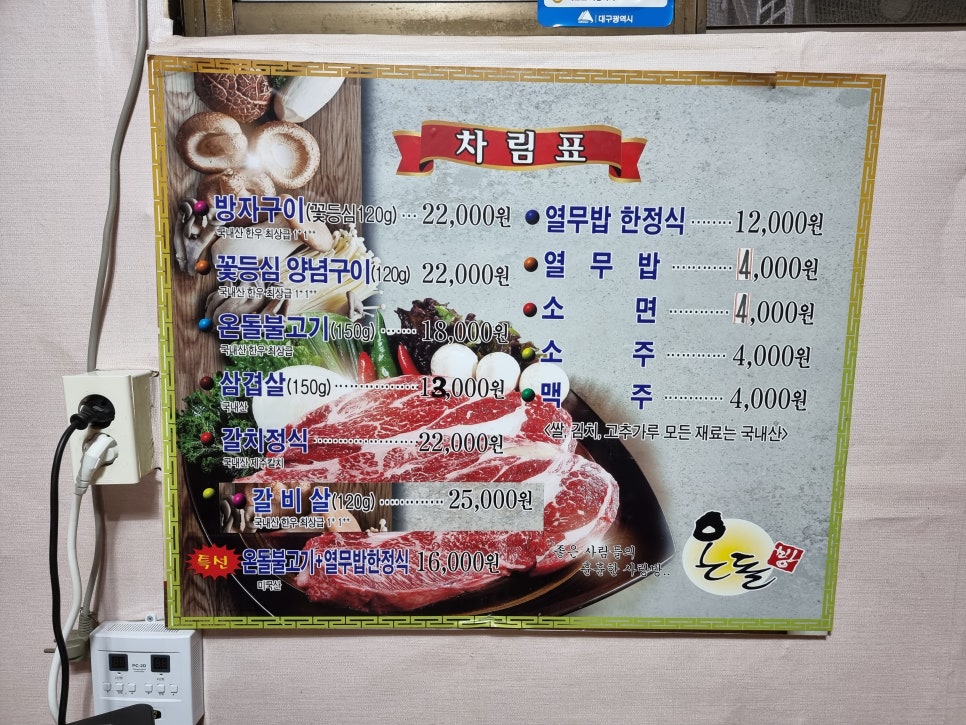 대구광역시
차림표
방자구이(꽃등심120g) ··· 22,000원
국내산 한우 최상급 1+ 1++
꽃등심 양념구이(120g) 22,000원
국내산 한우 최상급 1+ 1++
온돌불고기(150g) ······· 18,000원
국내산 한우 최상급
삼겹살(150g) ················ 13,000원
국내산
갈치정식 ···················· 22,000원
국내산 제주갈치
갈 비 살(120g) ············· 25,000원
국내산 한우 최상급 1+ 1++
특선 온돌불고기+열무밥한정식 16,000원
미국산
열무밥 한정식 ········ 12,000원
열 무 밥 ··········· 4,000원
소 면 ··········· 4,000원
소 주 ··········· 4,000원
맥 주 ··········· 4,000원
<쌀, 김치, 고추가루 모든 재료는 국내산>
좋은 사람들의
훈훈한 사랑방..
온돌방
PC-2D